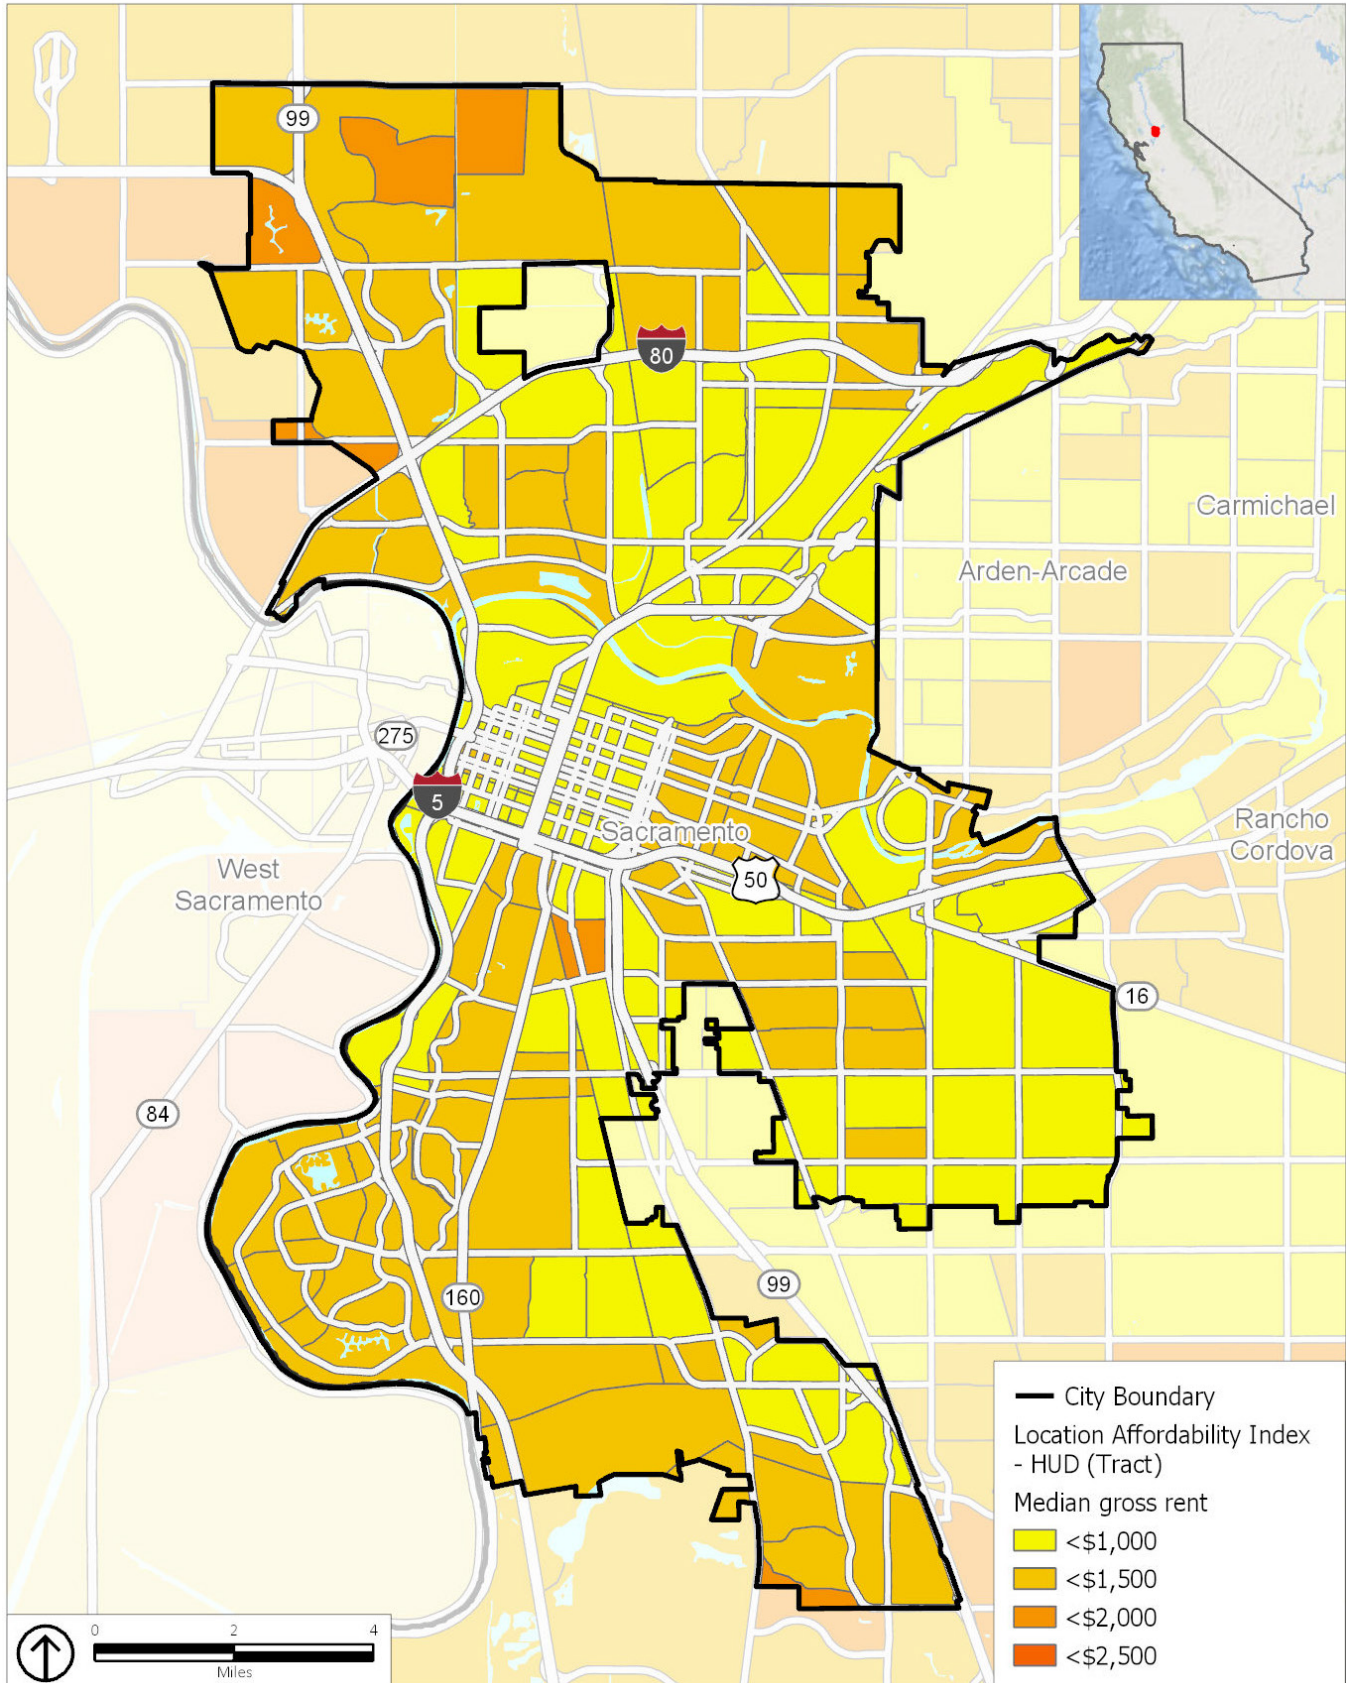 99
80
Carmichael
Arden-Arcade
275
5
Sacramento
Rancho
Cordova
50
West
Sacramento
16
84
99
160
City Boundary
Location Affordability Index
- HUD (Tract)
Median gross rent
<$1,000
<$1,500
<$2,000
<$2,500
0 2 4
Miles